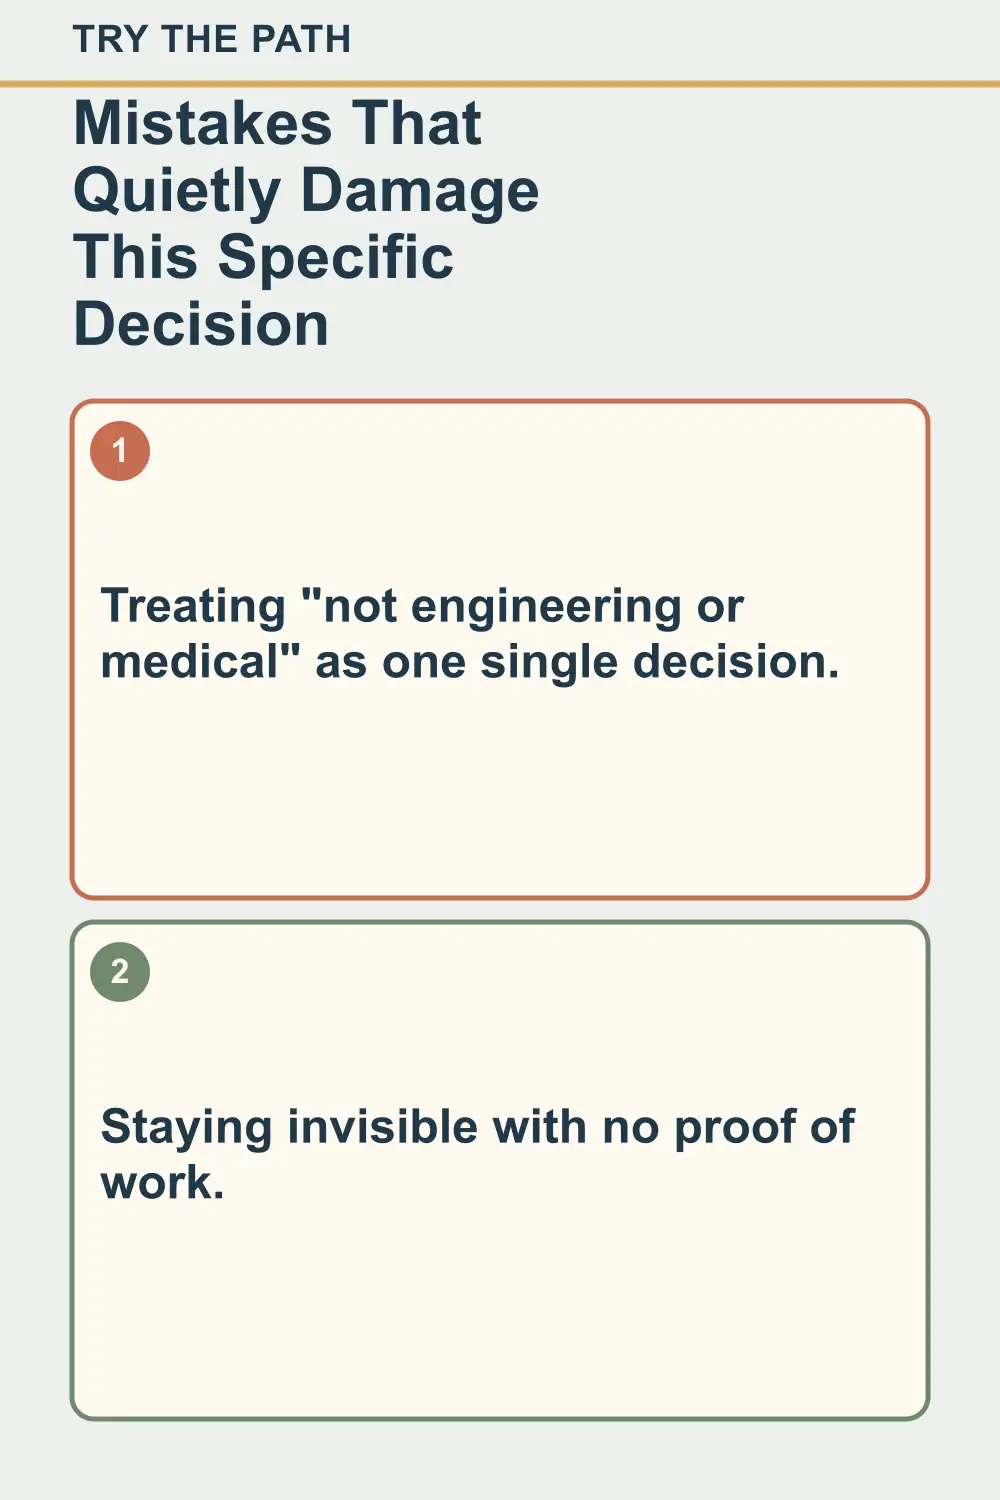 TRY THE PATH
Mistakes That
Quietly Damage
This Specific
Decision
1
Treating "not engineering or
medical" as one single decision.
2
Staying invisible with no proof of
work.